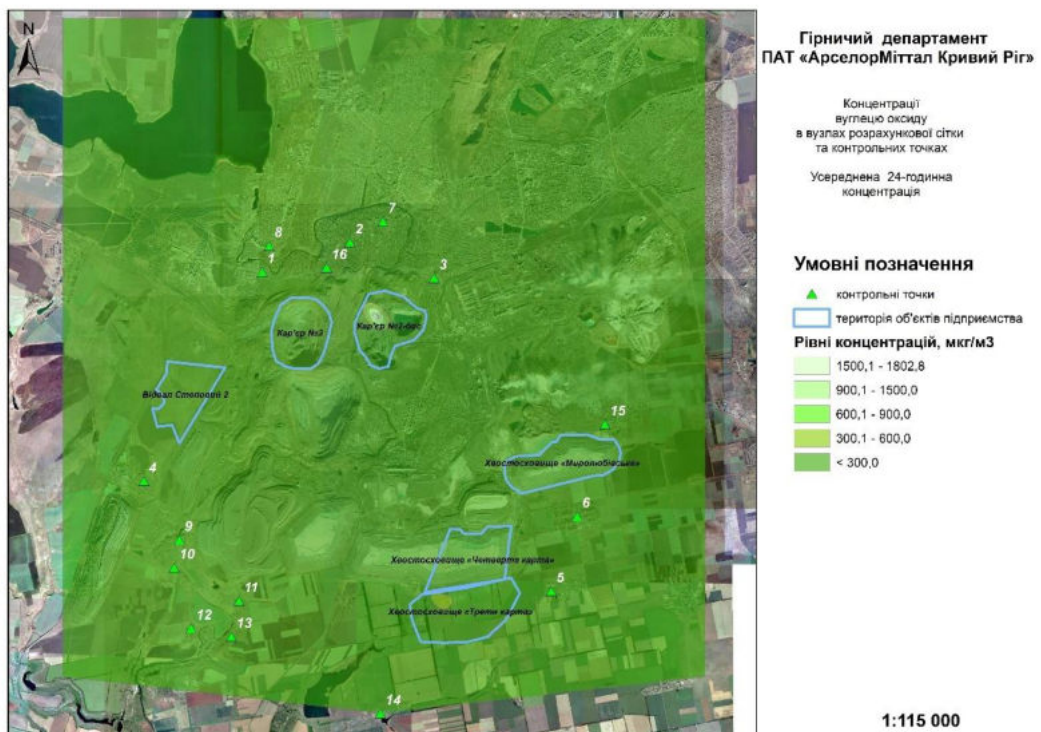 N
Гірничий департамент
ПАТ «АрселорМіттал Кривий Ріг»
Концентрації
вуглецю оксиду
в вузлах розрахункової сітки
та контрольних точках
Усереднена 24-годинна
концентрація
7
2
8
1
16
3
Кар'єр №3
Кар'єр №2-біс
Відвал Степовий 2
15
Хвостосховище «Миролюбівське»
4
6
9
10
Хвостосховище «Четверта карта»
5
11
Хвостосховище «Третя карта»
12
13
14
Умовні позначення
контрольні точки
територія об'єктів підприємства
Рівні концентрацій, мкг/м3
1500,1 - 1802,8
900,1 - 1500,0
600,1 - 900,0
300,1 - 600,0
< 300,0
1:115 000